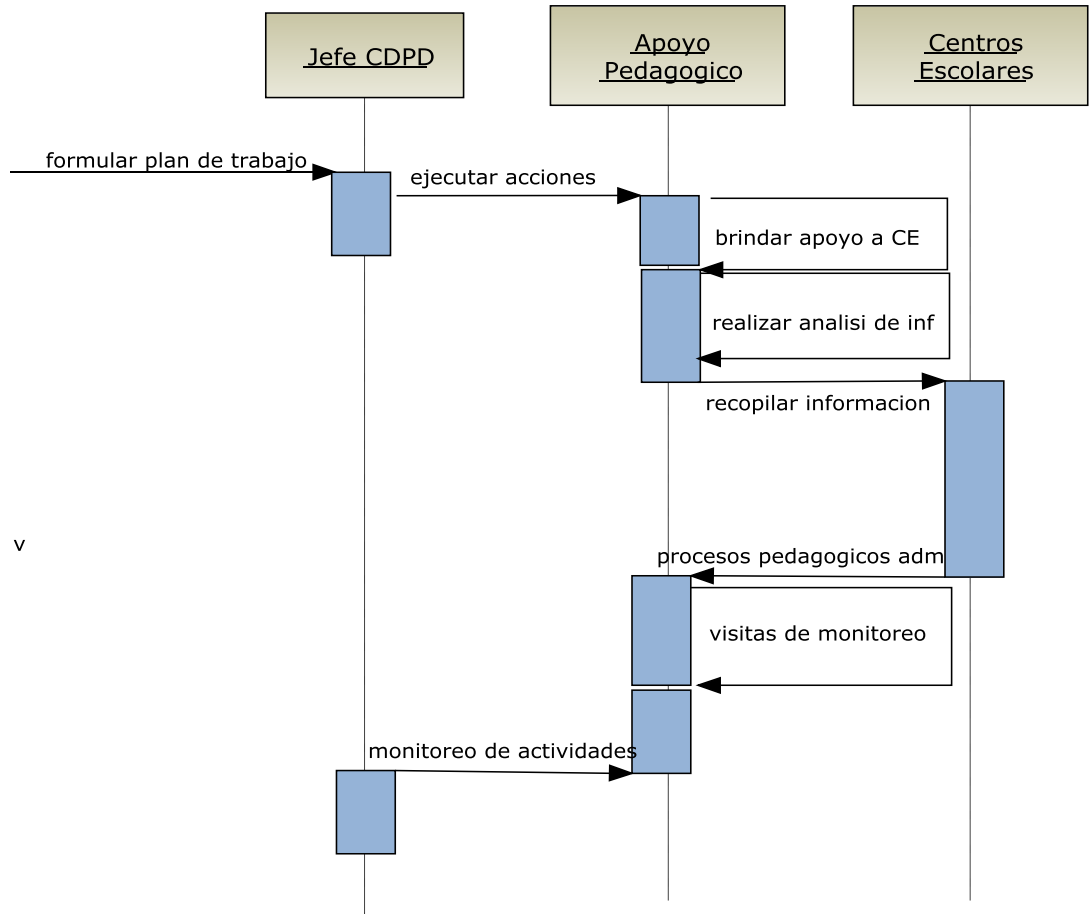 Jefe CDPD
Apoyo
Pedagogico
Centros
Escolares
formular plan de trabajo
ejecutar acciones
brindar apoyo a CE
realizar analisi de inf
recopilar informacion
v
procesos pedagogicos adm
visitas de monitoreo
monitoreo de actividades